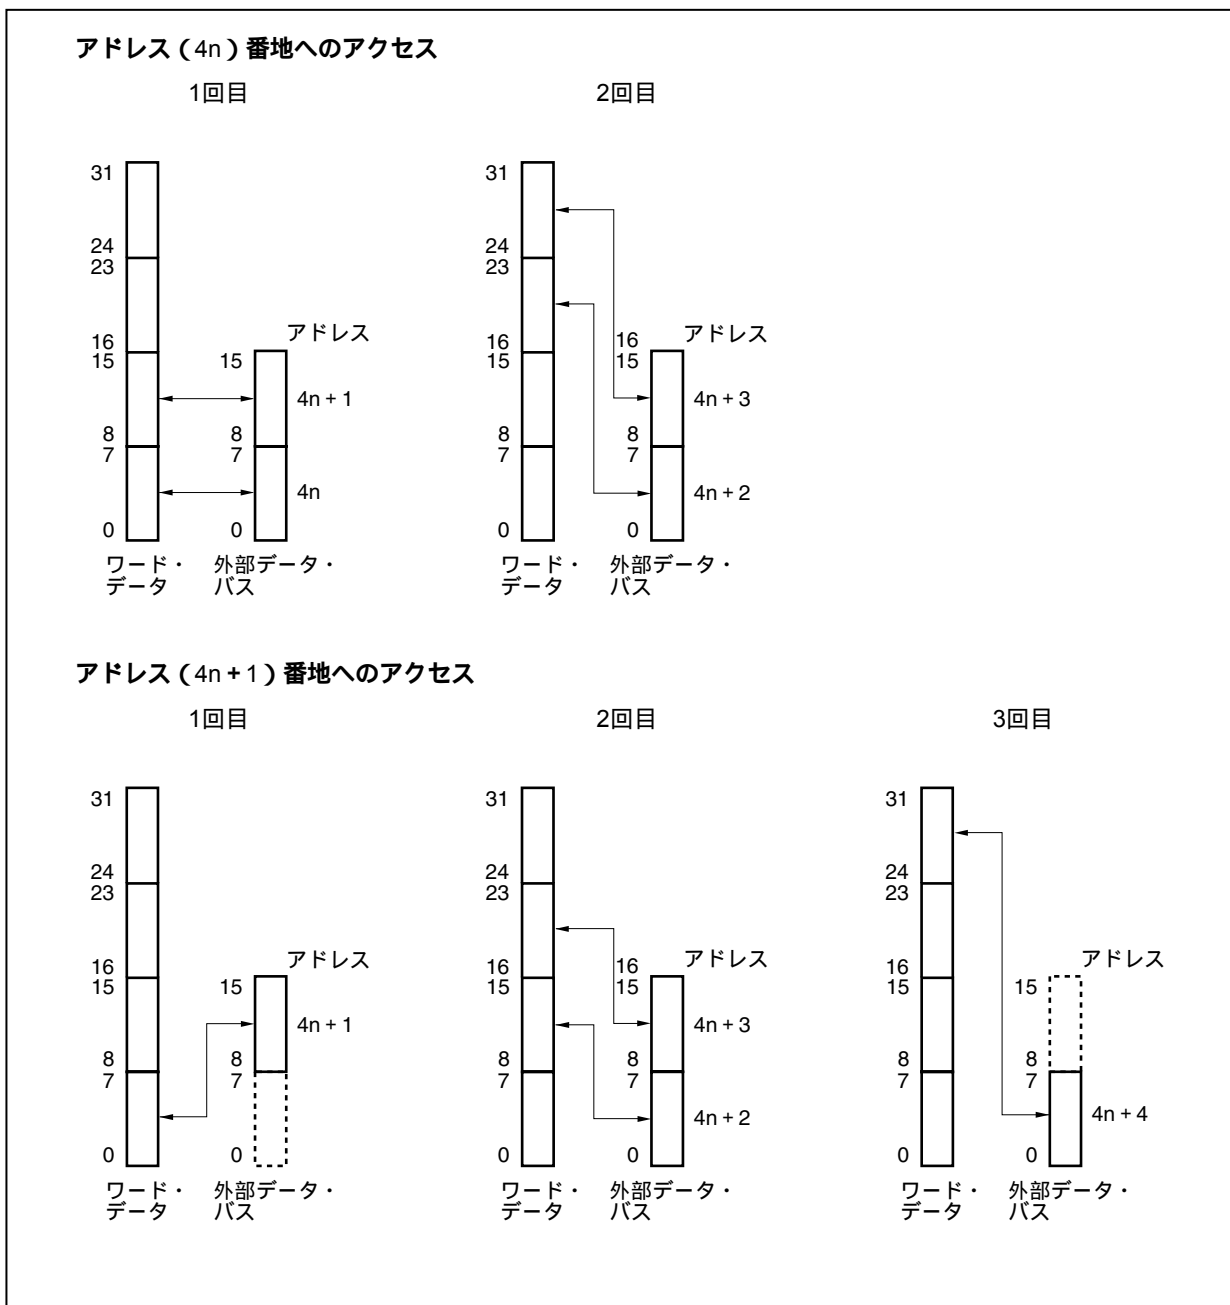 アドレス（4n）番地へのアクセス
1回目
2回目
31
24
23
16
15
8
7
0
アドレス
15
8
7
0
4n + 1
4n
ワード・
データ
外部データ・
バス
31
24
23
16
15
8
7
0
アドレス
16
15
8
7
0
4n + 3
4n + 2
ワード・
データ
外部データ・
バス
アドレス（4n + 1）番地へのアクセス
1回目
2回目
3回目
31
24
23
16
15
8
7
0
アドレス
15
8
7
0
4n + 1
ワード・
データ
外部データ・
バス
31
24
23
16
15
8
7
0
アドレス
16
15
8
7
0
4n + 3
4n + 2
ワード・
データ
外部データ・
バス
31
24
23
16
15
8
7
0
アドレス
15
8
7
0
4n + 4
ワード・
データ
外部データ・
バス